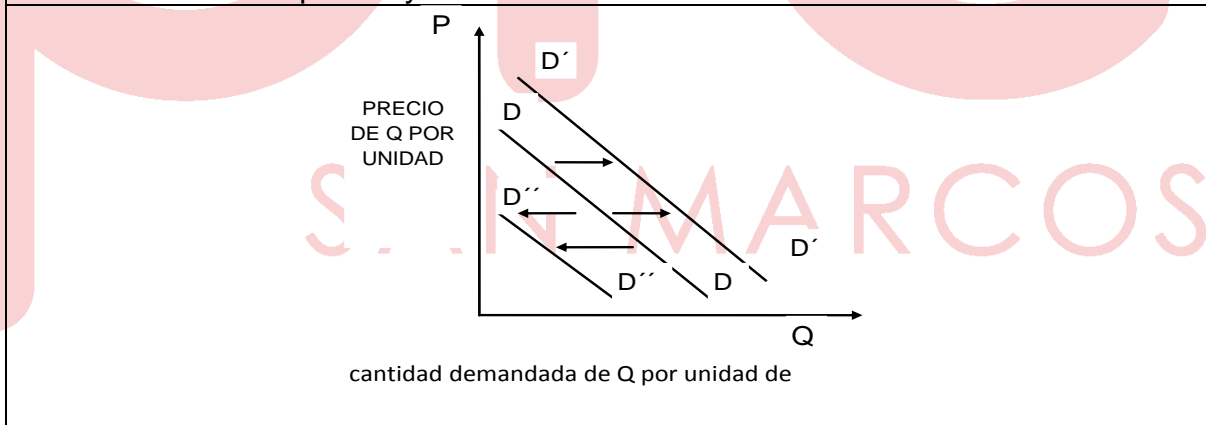 P
D´
PRECIO
DE Q POR
UNIDAD
D
SAN MARCOS
D´´
D´
D´´
D
Q
cantidad demandada de Q por unidad de